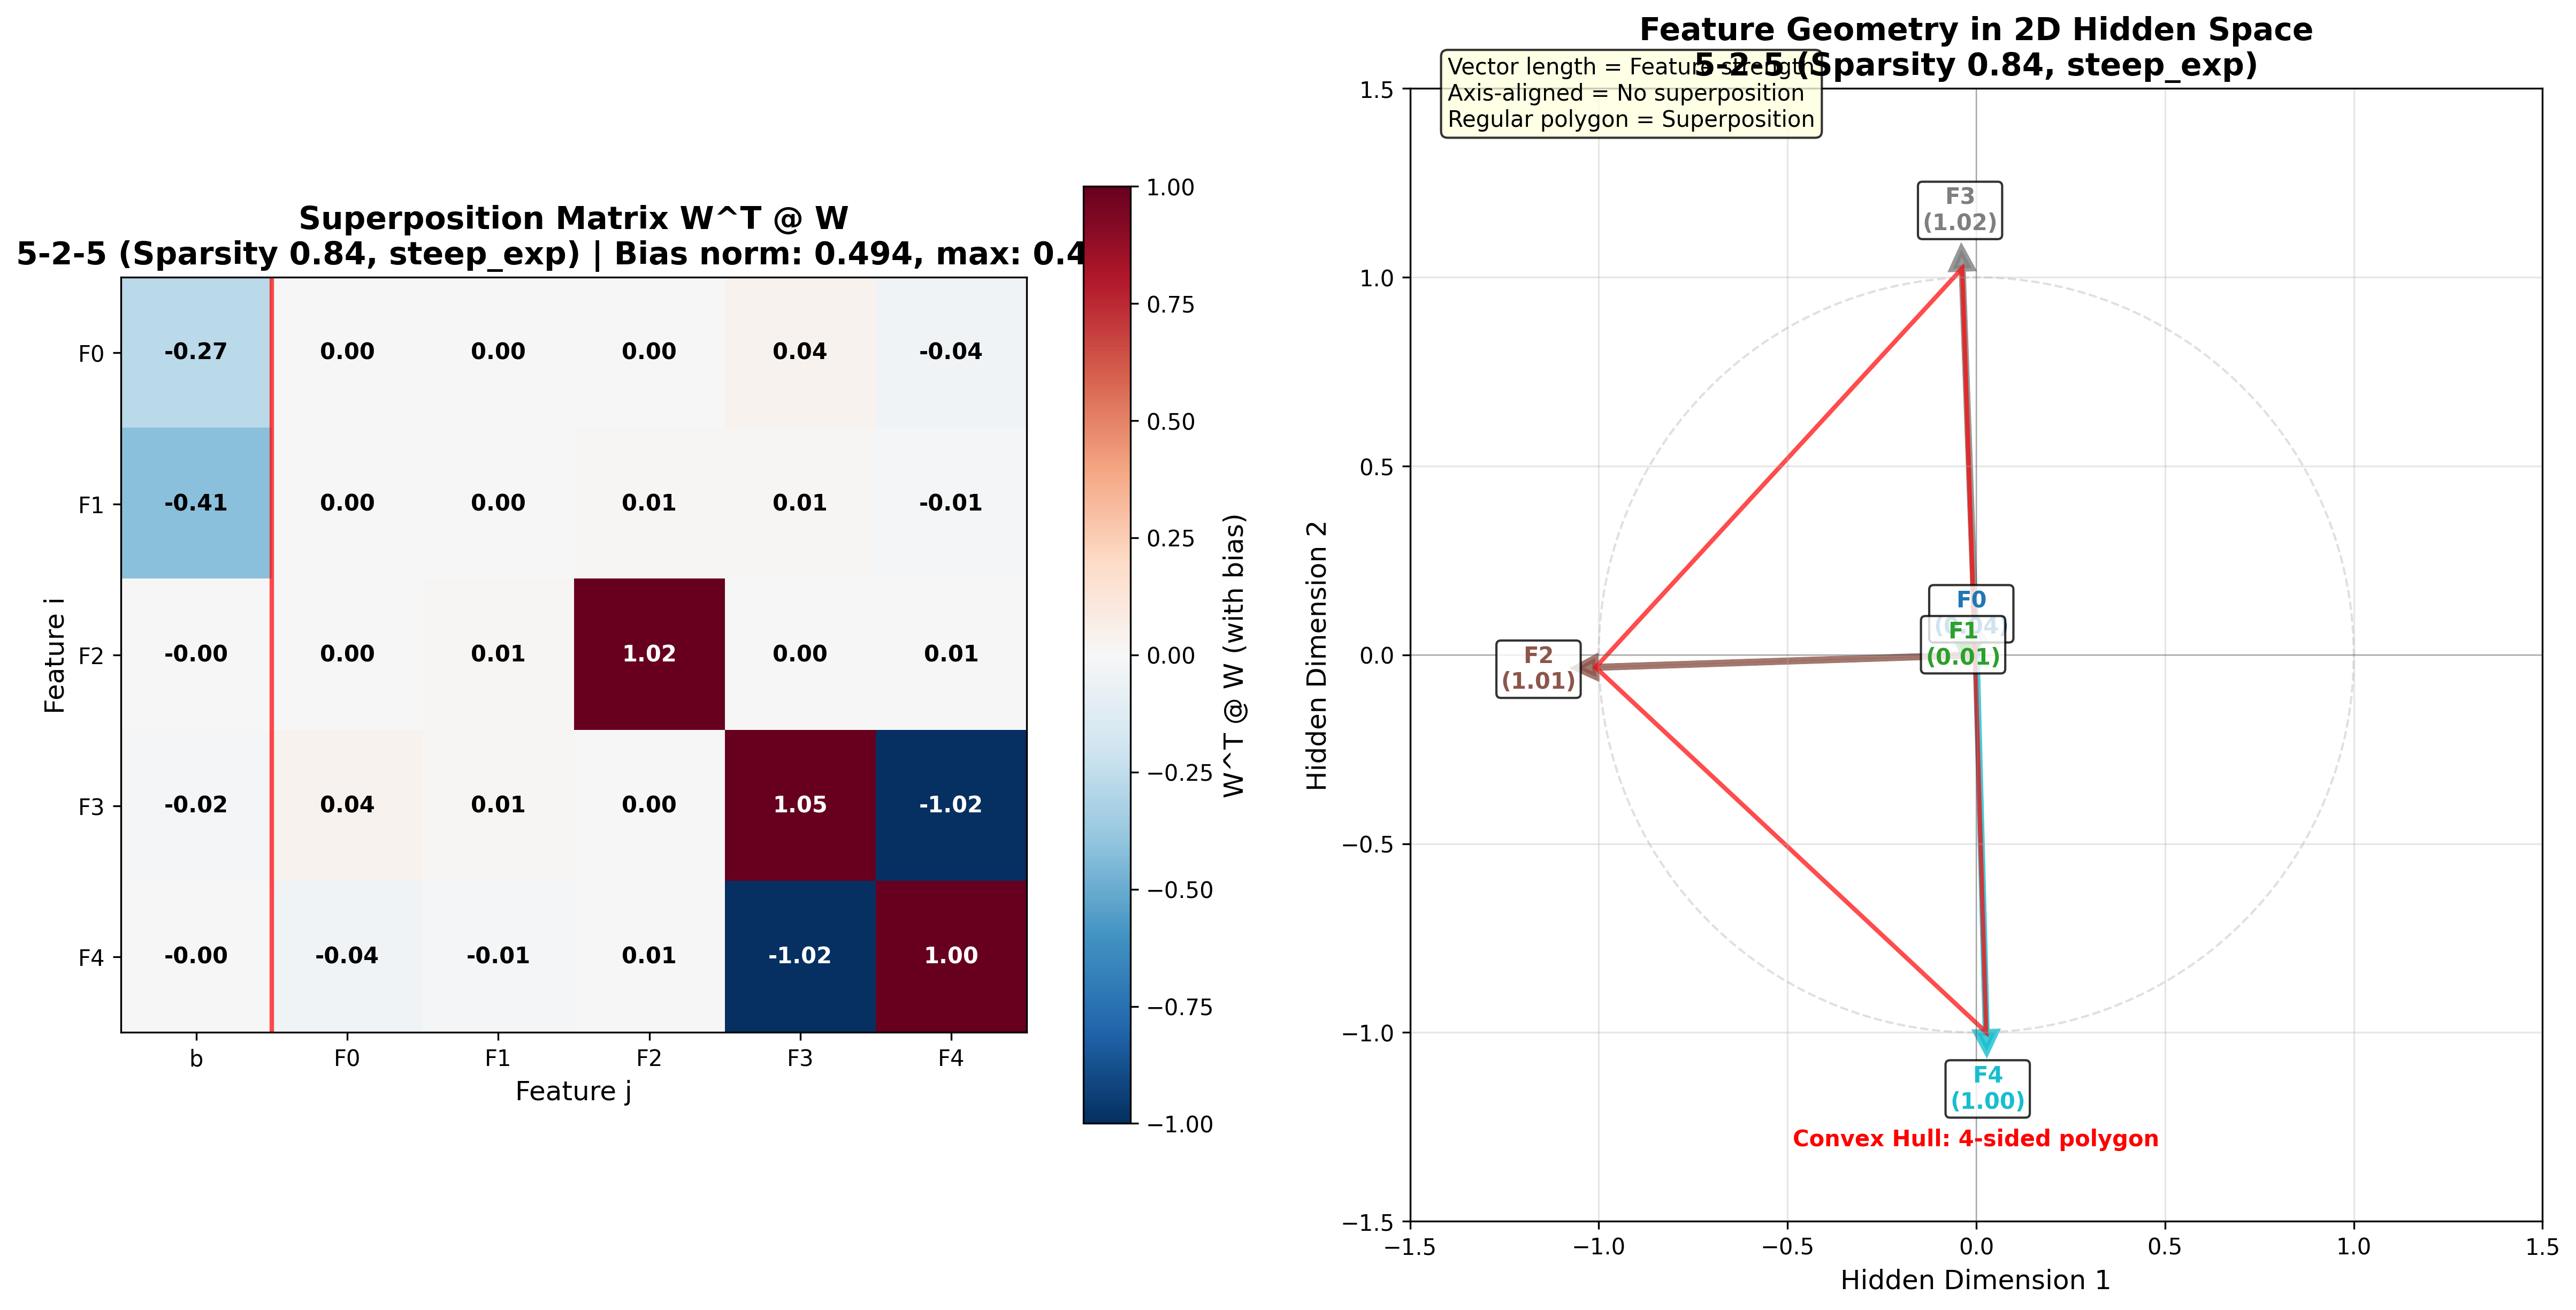 Superposition Matrix W^T @ W
5-2-5 (Sparsity 0.84, steep_exp) | Bias norm: 0.494, max: 0.4
Feature i
F0
F1
F2
F3
F4
-0.27 0.00 0.00 0.00 0.04 -0.04
-0.41 0.00 0.00 0.01 0.01 -0.01
-0.00 0.00 0.01 1.02 0.00 0.01
-0.02 0.04 0.01 0.00 1.05 -1.02
-0.00 -0.04 -0.01 0.01 -1.02 1.00
b F0 F1 F2 F3 F4
Feature j
1.00
0.75
0.50
0.25
0.00
−0.25
−0.50
−0.75
−1.00
W^T @ W (with bias)
Feature Geometry in 2D Hidden Space
5-2-5 (Sparsity 0.84, steep_exp)
Vector length = Feature strength
Axis-aligned = No superposition
Regular polygon = Superposition
Hidden Dimension 2
1.5
1.0
0.5
0.0
−0.5
−1.0
−1.5
F3
(1.02)
F0
(0.04)
F1
(0.01)
F2
(1.01)
F4
(1.00)
Convex Hull: 4-sided polygon
−1.5 −1.0 −0.5 0.0 0.5 1.0 1.5
Hidden Dimension 1